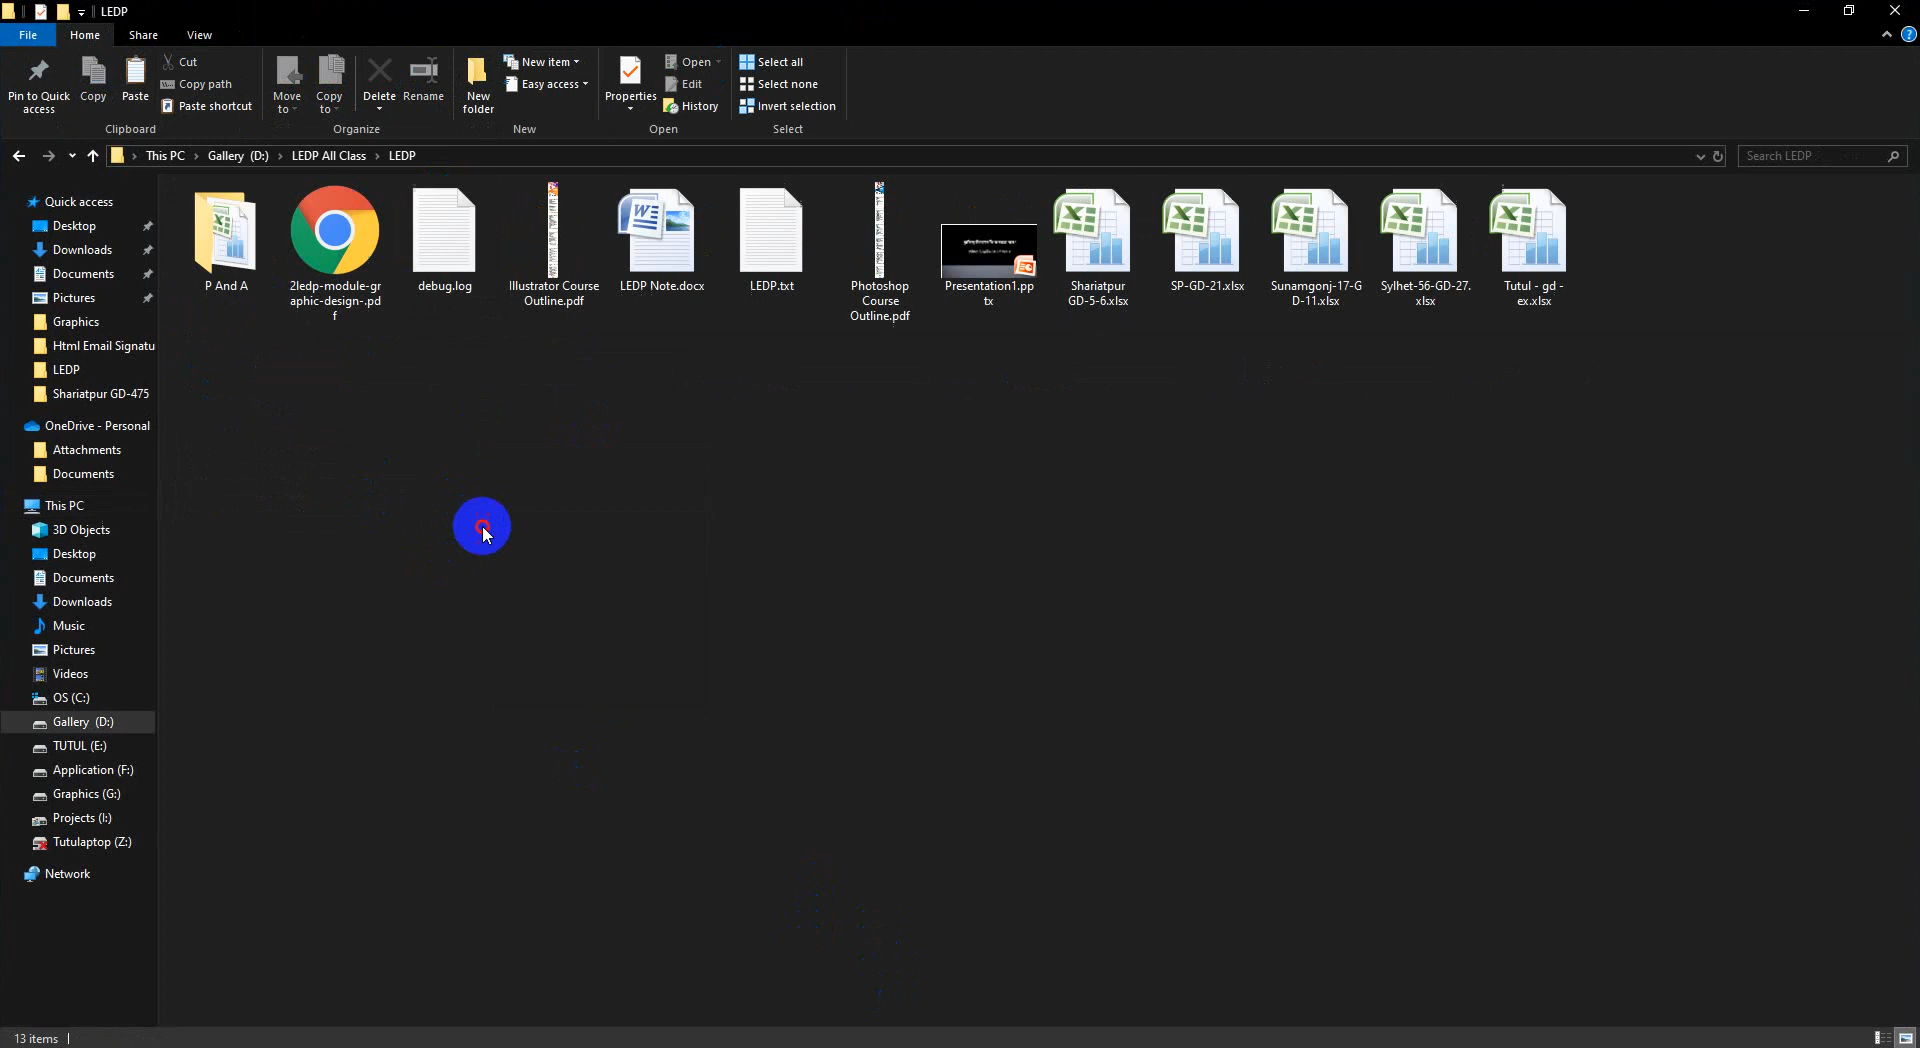 LEDP
File
Home
Share
View
Pin to Quick
access
Copy
Paste
Cut
Copy path
Paste shortcut
Clipboard
Move
to
Copy
to
Delete
Rename
Organize
New
folder
New item
Easy access
New
Properties
Open
Edit
History
Open
Select all
Select none
Invert selection
Select
This PC
Gallery (D:)
LEDP All Class
LEDP
Search LEDP
Quick access
Desktop
Downloads
Documents
Pictures
Graphics
Html Email Signatu
LEDP
Shariatpur GD-475
OneDrive - Personal
Attachments
Documents
This PC
3D Objects
Desktop
Documents
Downloads
Music
Pictures
Videos
OS (C:)
Gallery (D:)
TUTUL (E:)
Application (F:)
Graphics (G:)
Projects (I:)
Tutulaptop (Z:)
Network
P And A
2ledp-module-gr
aphic-design-.pd
f
debug.log
Illustrator Course
Outline.pdf
LEDP Note.docx
LEDP.txt
Photoshop
Course
Outline.pdf
Presentation1.pp
tx
Shariatpur
GD-5-6.xlsx
SP-GD-21.xlsx
Sunamgonj-17-G
D-11.xlsx
Sylhet-56-GD-27.
xlsx
Tutul - gd -
ex.xlsx
13 items